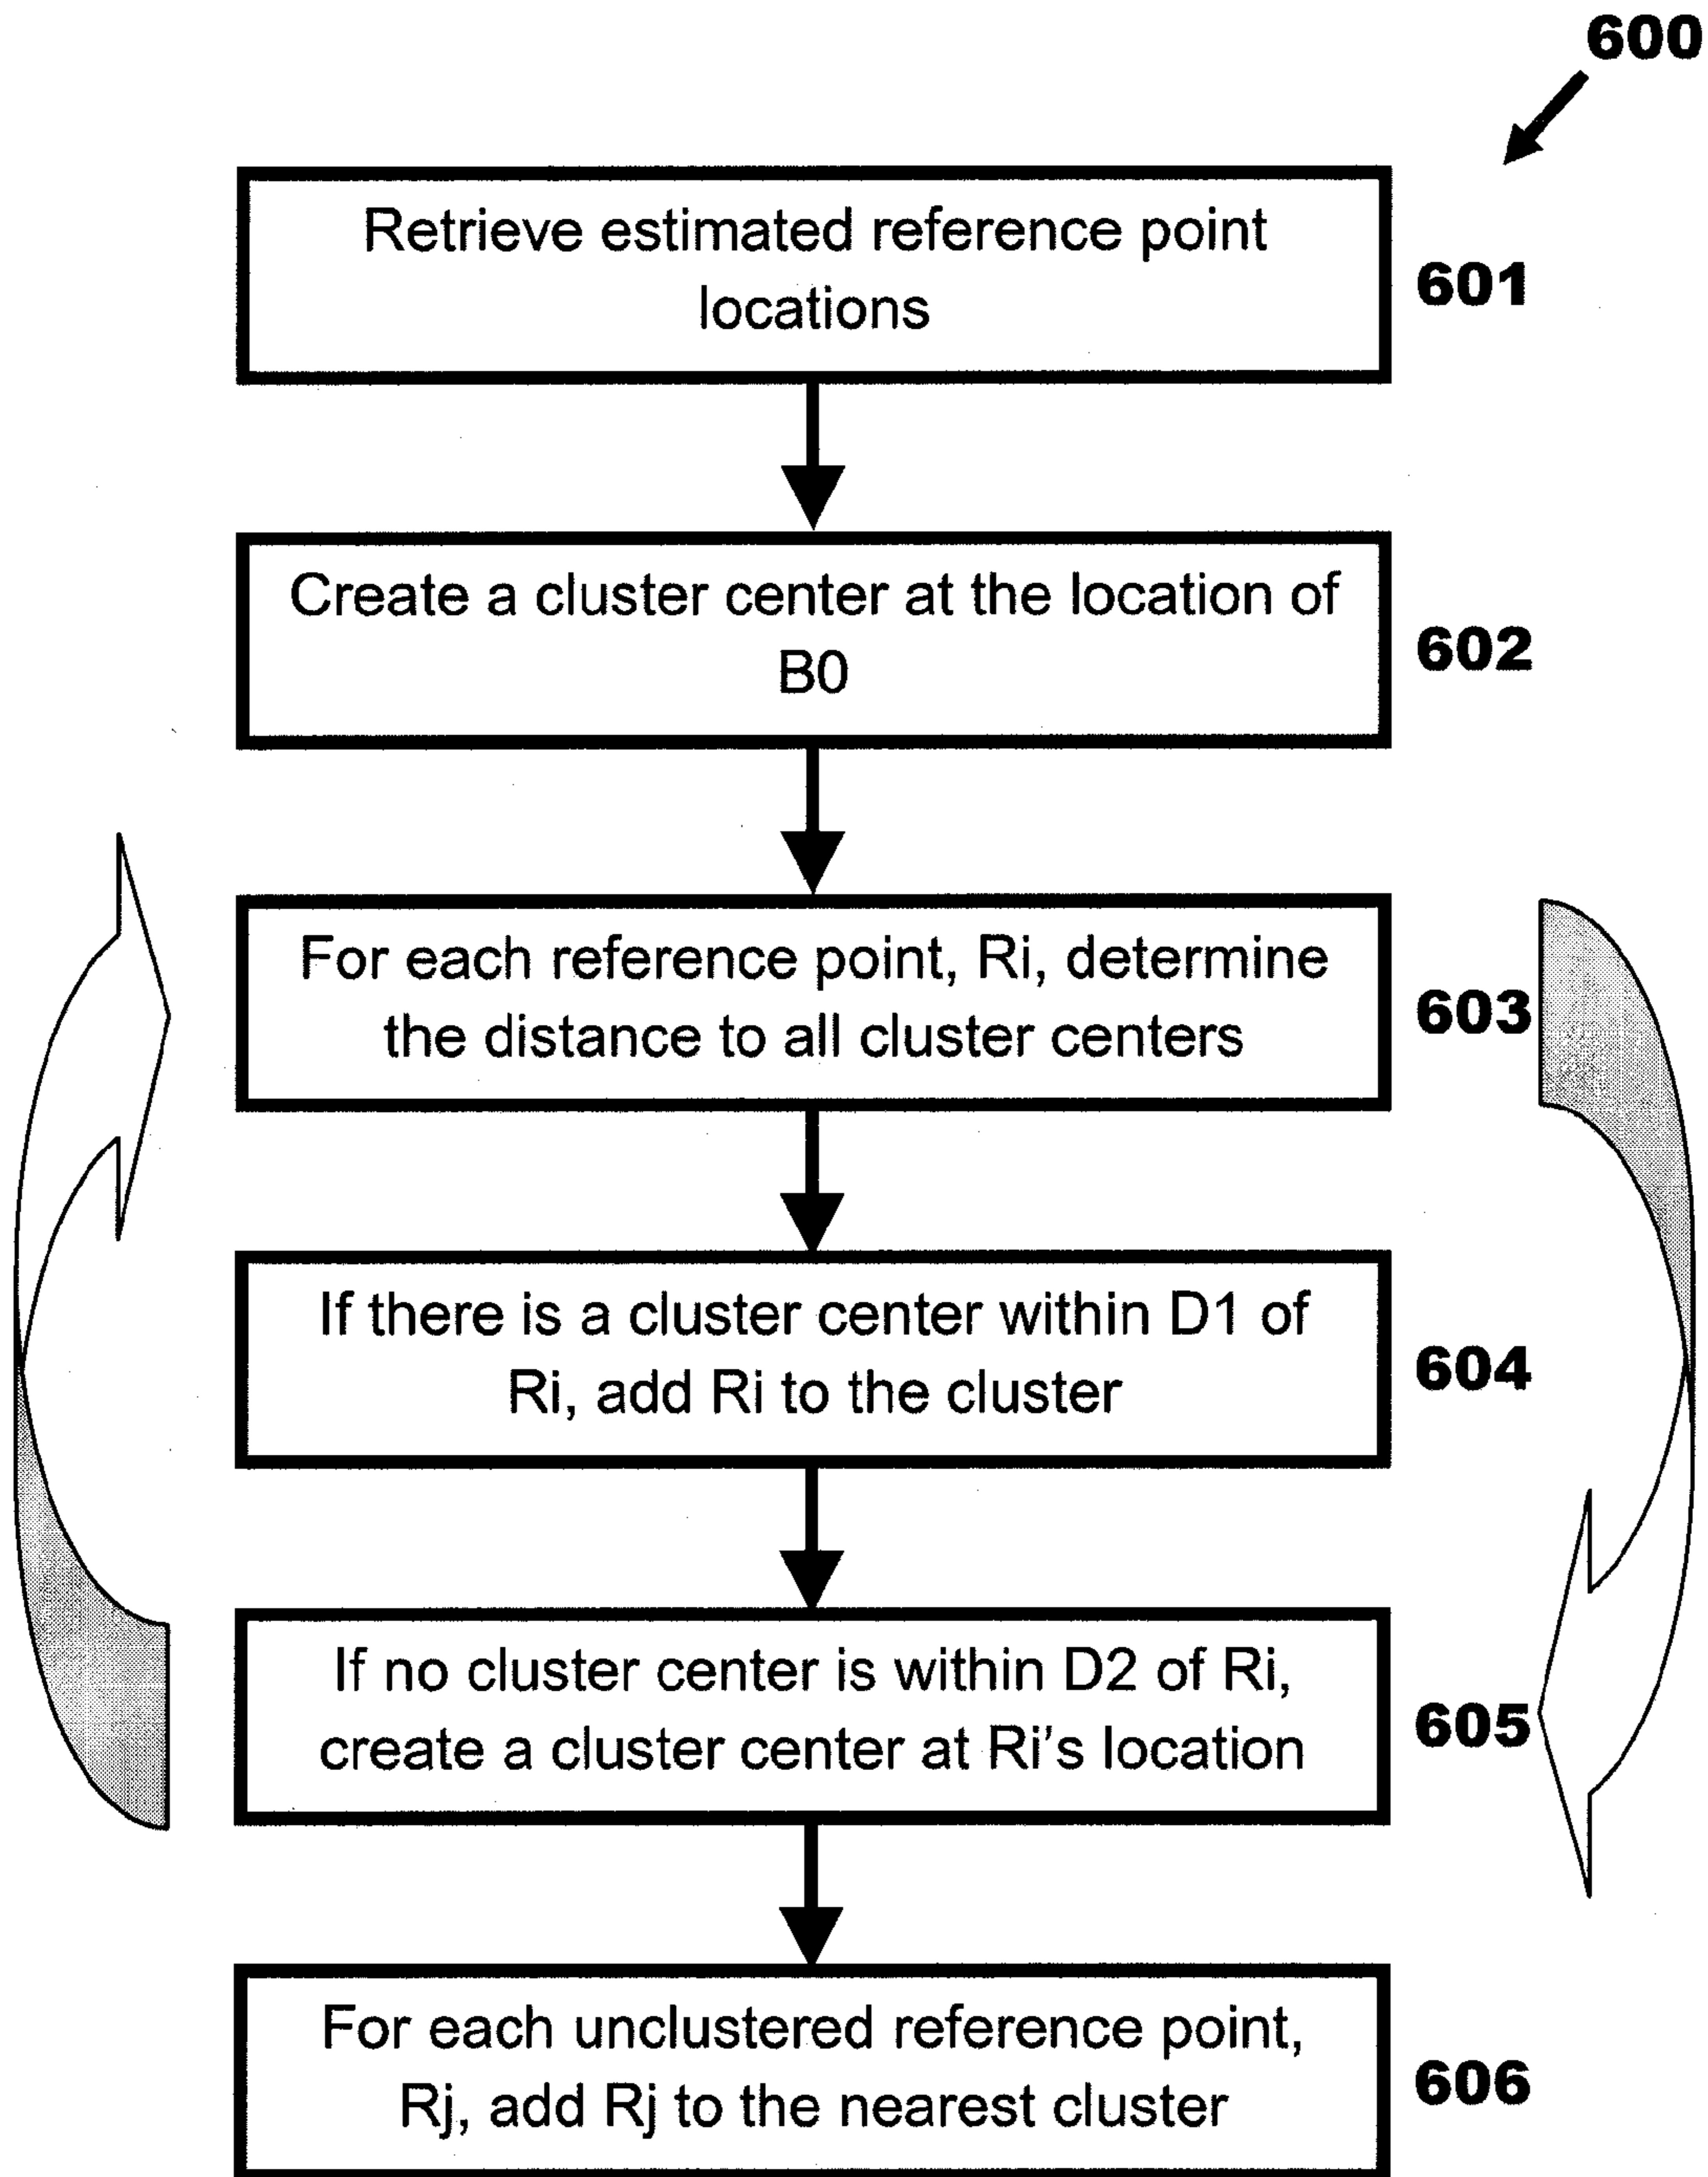 600
Retrieve estimated reference point
locations
601
Create a cluster center at the location of
B0
602
For each reference point, Ri, determine
the distance to all cluster centers
603
If there is a cluster center within D1 of
Ri, add Ri to the cluster
604
If no cluster center is within D2 of Ri,
create a cluster center at Ri's location
605
For each unclustered reference point,
Rj, add Rj to the nearest cluster
606